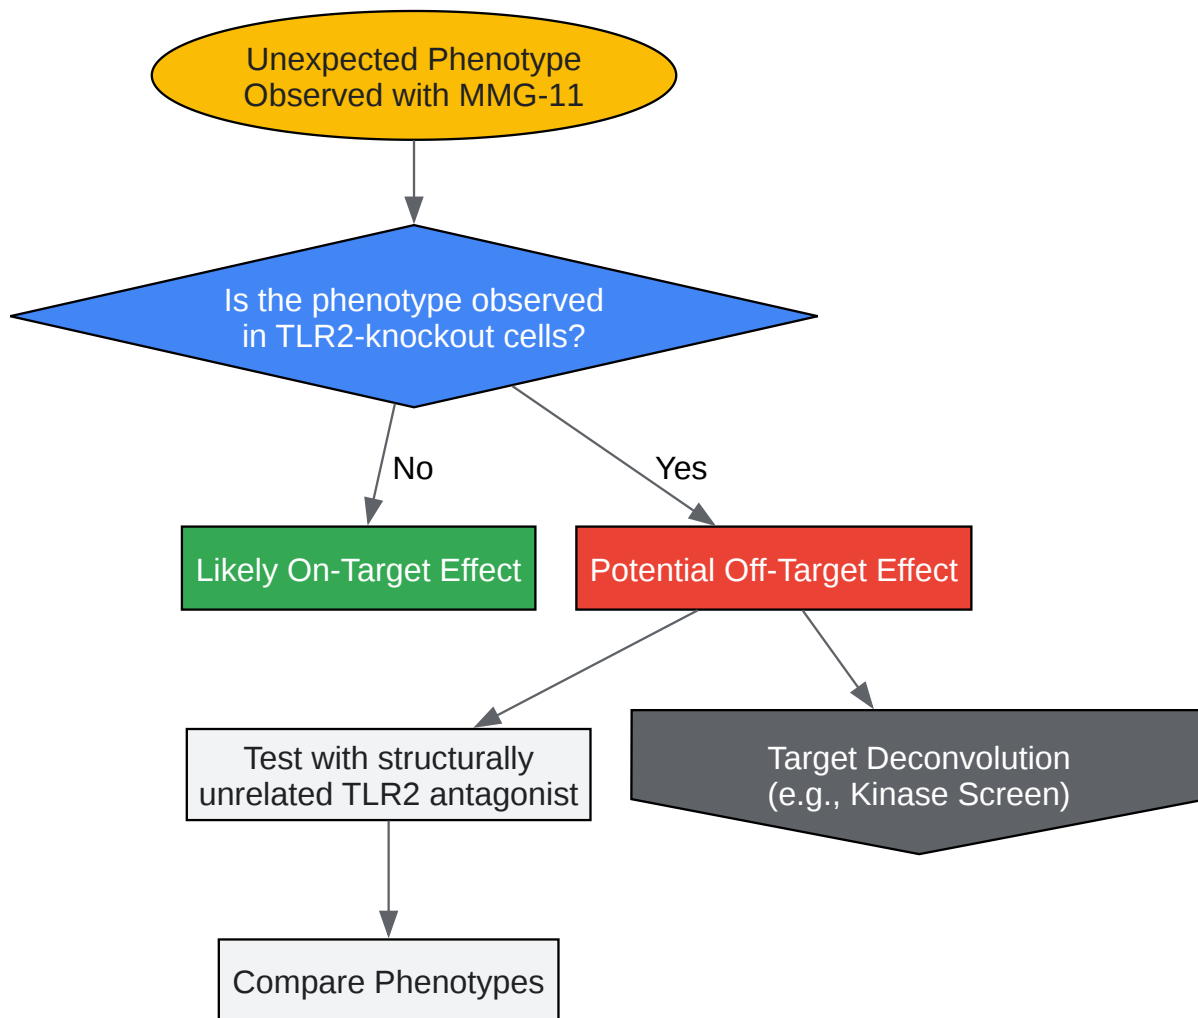 Unexpected Phenotype
Observed with MMG-11
Is the phenotype observed
in TLR2-knockout cells?
No
Yes
Likely On-Target Effect
Potential Off-Target Effect
Test with structurally
unrelated TLR2 antagonist
Target Deconvolution
(e.g., Kinase Screen)
Compare Phenotypes